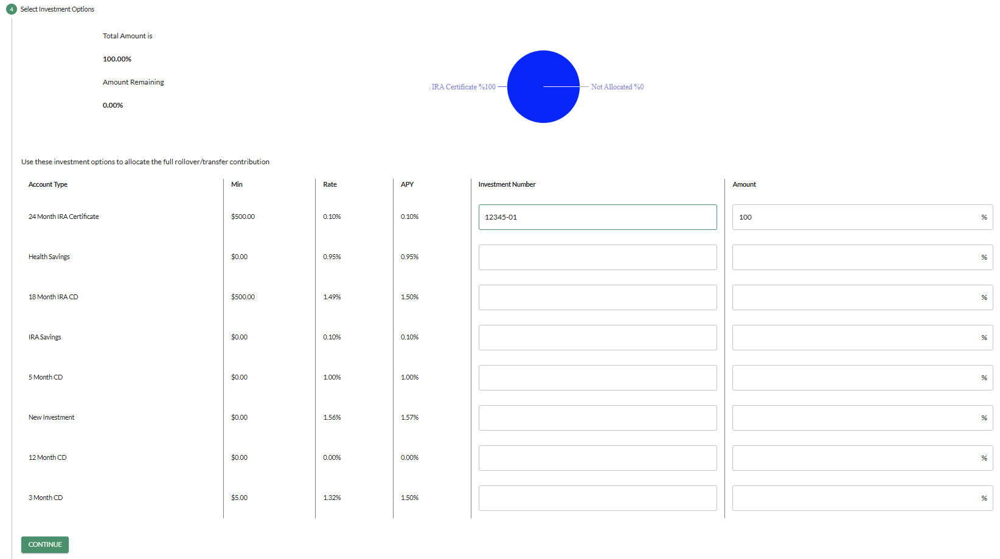 4 Select Investment Options
Total Amount is
100.00%
Amount Remaining
0.00%
IRA Certificate %100
Not Allocated %0
Use these investment options to allocate the full rollover/transfer contribution
Account Type Min Rate APY Investment Number Amount
24 Month IRA Certificate $500.00 0.10% 0.10% 12345-01 100 %
Health Savings $0.00 0.95% 0.95% %
18 Month IRA CD $500.00 1.49% 1.50% %
IRA Savings $0.00 0.10% 0.10% %
5 Month CD $0.00 1.00% 1.00% %
New Investment $0.00 1.56% 1.57% %
12 Month CD $0.00 0.00% 0.00% %
3 Month CD $5.00 1.32% 1.50% %
CONTINUE